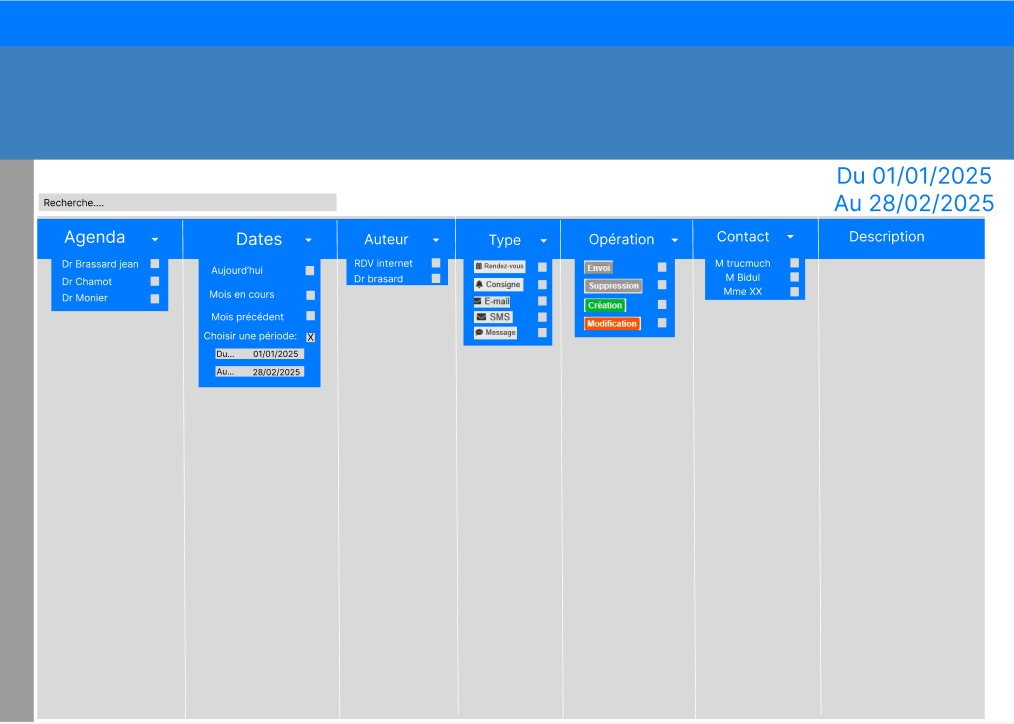 Du 01/01/2025
Au 28/02/2025
Recherche....
Agenda
Dr Brassard jean
Dr Chamot
Dr Monier
Dates
Aujourd'hui
Mois en cours
Mois précédent
Choisir une période: X
Du... 01/01/2025
Au... 28/02/2025
Auteur
RDV internet
Dr brasard
Type
Rendez-vous
Consigne
E-mail
SMS
Message
Opération
Envoi
Suppression
Création
Modification
Contact
M trucmuch
M Bidul
Mme XX
Description